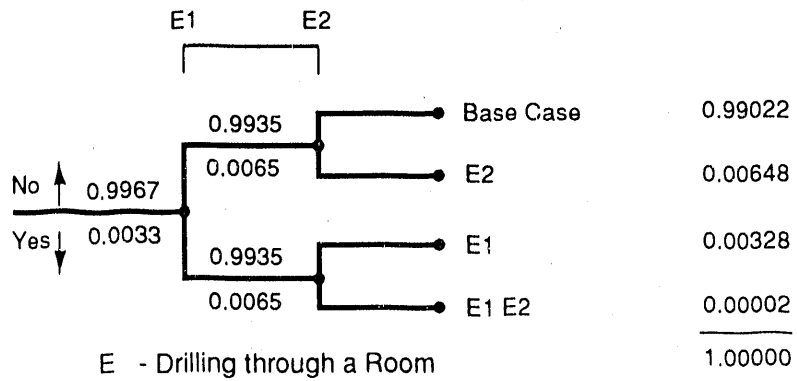 E1 E2
0.9935 Base Case 0.99022
0.0065 E2 0.00648
No 0.9967
Yes 0.0033
0.9935 E1 0.00328
0.0065 E1 E2 0.00002
E - Drilling through a Room 1.00000